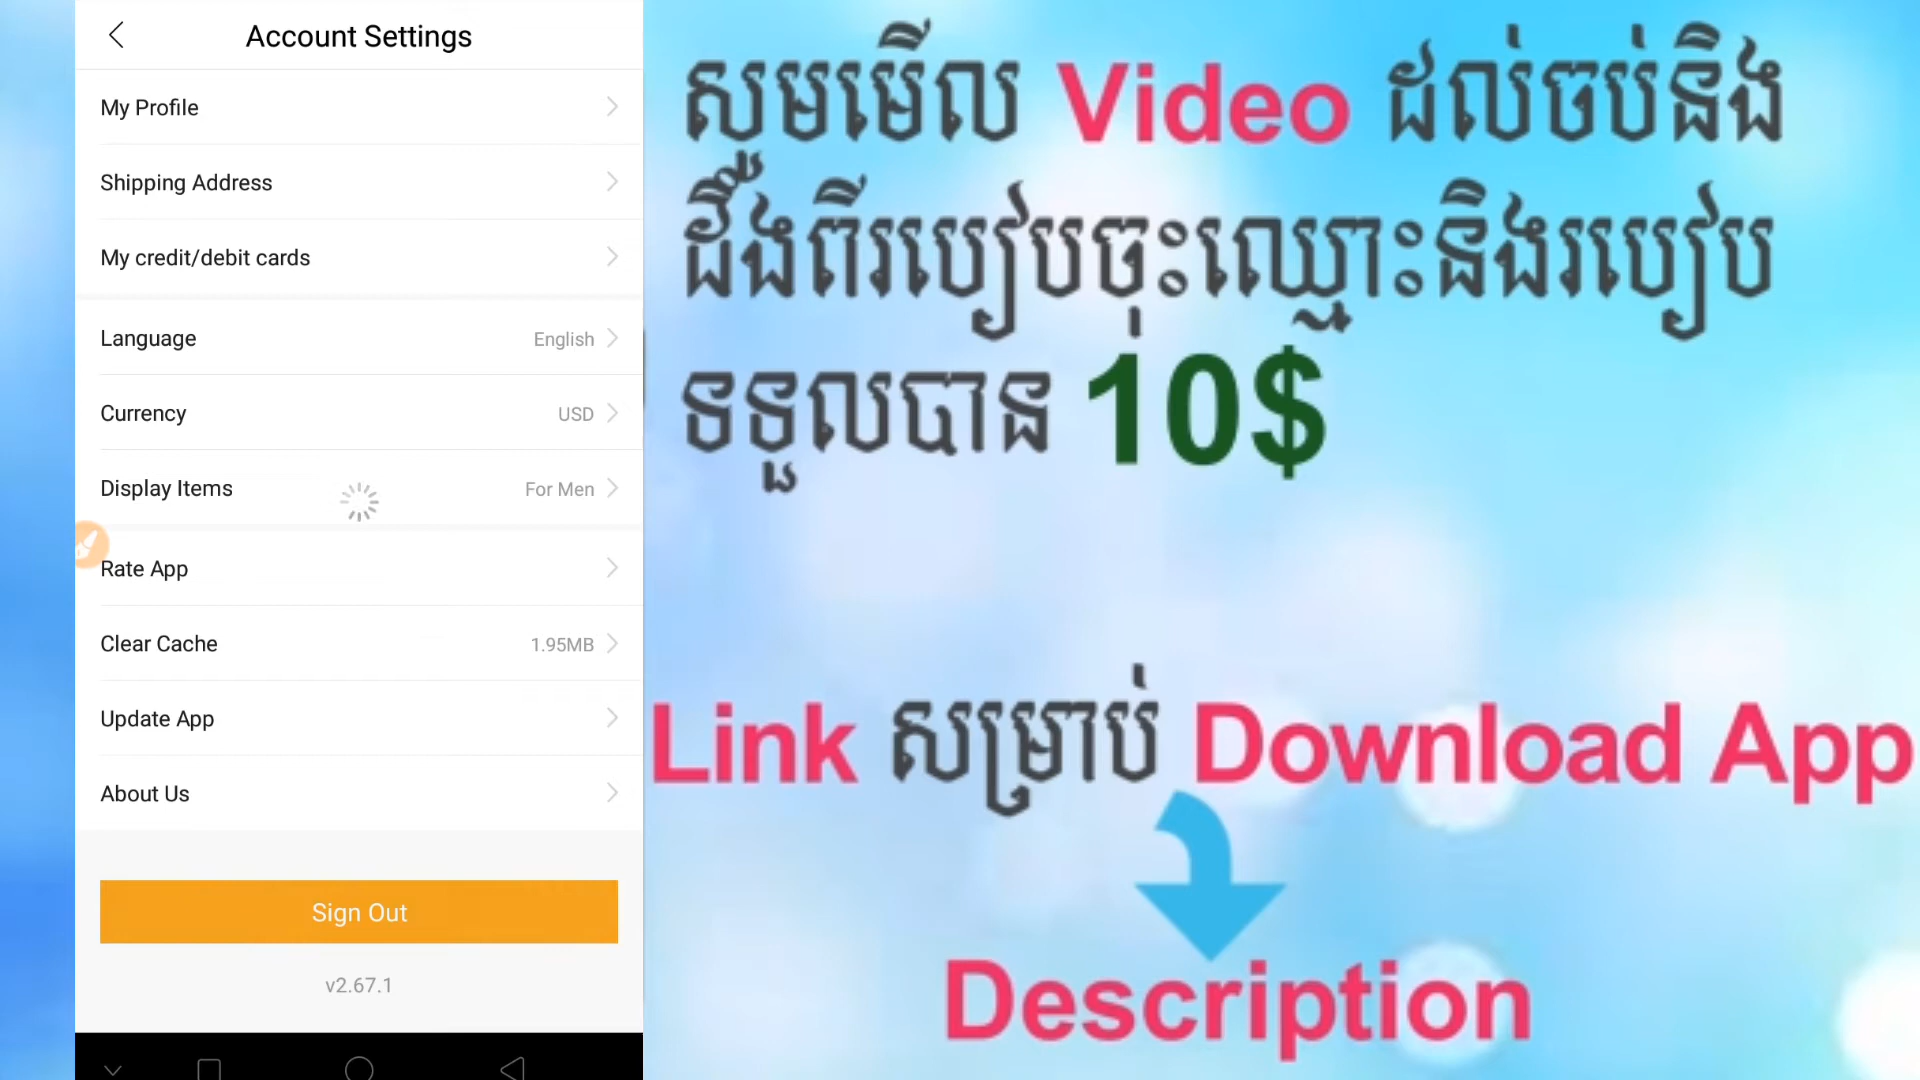 Account Settings
My Profile
Shipping Address
My credit/debit cards
Language English
Currency USD
Display Items For Men
Rate App
Clear Cache 1.95MB
Update App
About Us
Sign Out
v2.67.1
សូមមើល Video ដល់ចប់និង
ដឹងពីរបៀបចុះឈ្មោះនិងរបៀប
ទទួលបាន 10$
Link សម្រាប់ Download App
Description